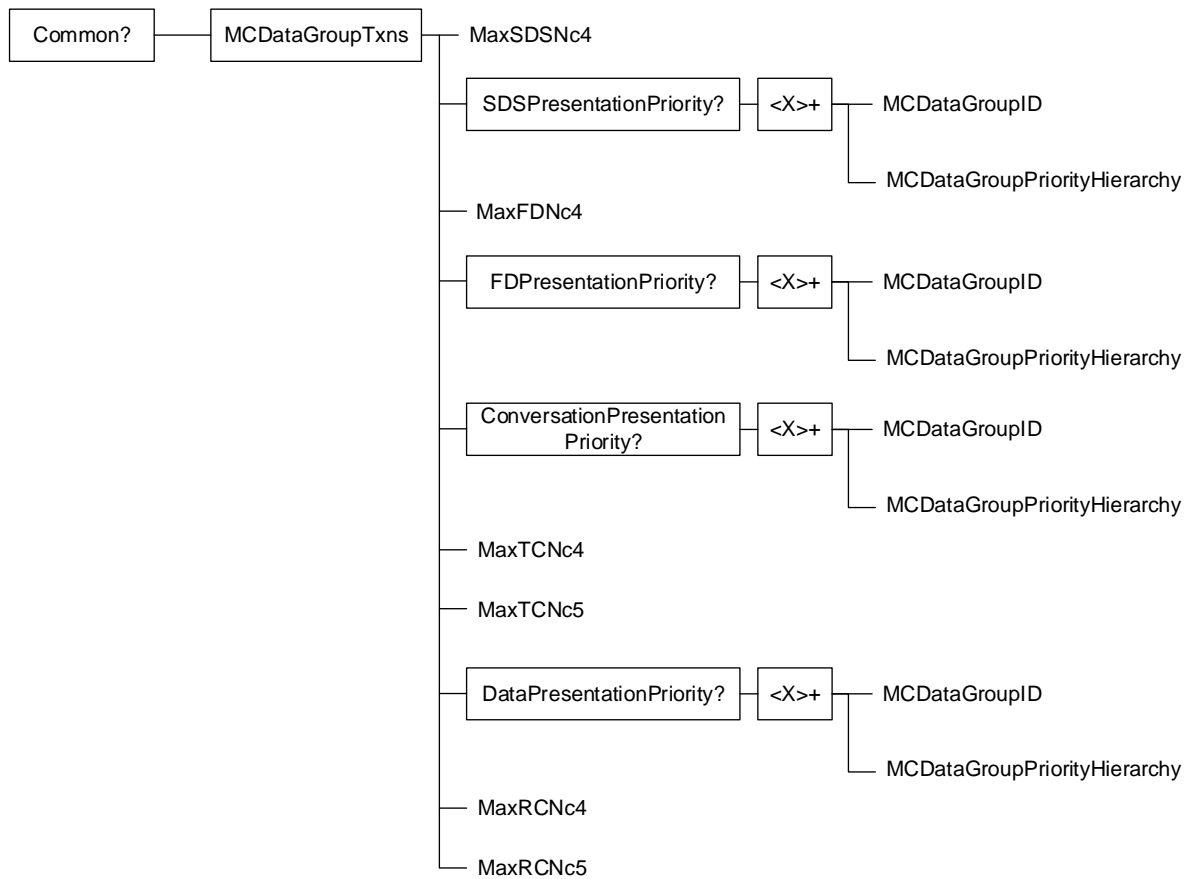 Common?
MCDataGroupTxns
MaxSDSNc4
SDSPresentationPriority?
<X>+
MCDataGroupID
MCDataGroupPriorityHierarchy
MaxFDNc4
FDPresentationPriority?
<X>+
MCDataGroupID
MCDataGroupPriorityHierarchy
ConversationPresentation
Priority?
<X>+
MCDataGroupID
MCDataGroupPriorityHierarchy
MaxTCNc4
MaxTCNc5
DataPresentationPriority?
<X>+
MCDataGroupID
MCDataGroupPriorityHierarchy
MaxRCNc4
MaxRCNc5